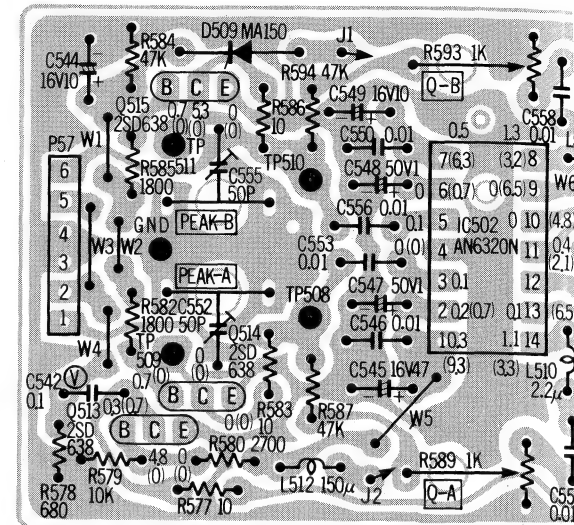 D509 MA150
J1
C544
16V10
R584
47K
R593 1K
Q-B
R594 47K
B C E
C549 16V10
Q515
2SD638
0.7 5.3 0
(0) (0) (0)
R586
10
C558
0.01
P57
W1
TP
511
C550 0.01
0.5 1.3
R585
1800
C555
50P
TP510
C548 50V1
7(6.3) (3.2)8
6
W6
6(0.7) 0(6.5)9
5
PEAK-B
C556 0.01
0.1 5 IC502 0 10 (4.8)
GND
4
W3 W2
C553
0.01
0(0) 4 AN6320N 11 0.4
(2.1)
3
PEAK-A
3 0.1 12
2
R582
1800
C552
50P
TP508
C547 50V1
2 0.2(0.7) 0.1 13 (6.5)
1
TP
509
Q514
2SD
638
C546 0.01
1 0.3 1.1 14
W4
0
(0)
0
(0)
(9.3) (3.3)
L510
2.2µ
C542
0.1
V
0.7
(0)
C545 16V47
B C E
Q513
2SD
638
0.3(0.7)
0(0)
R583
10
R587
47K
W5
B C E
R580
2700
4.8 0
(0) (0)
R589 1K
R578
680
R579
10K
R577 10
L512 150µ
J2
Q-A
0.01